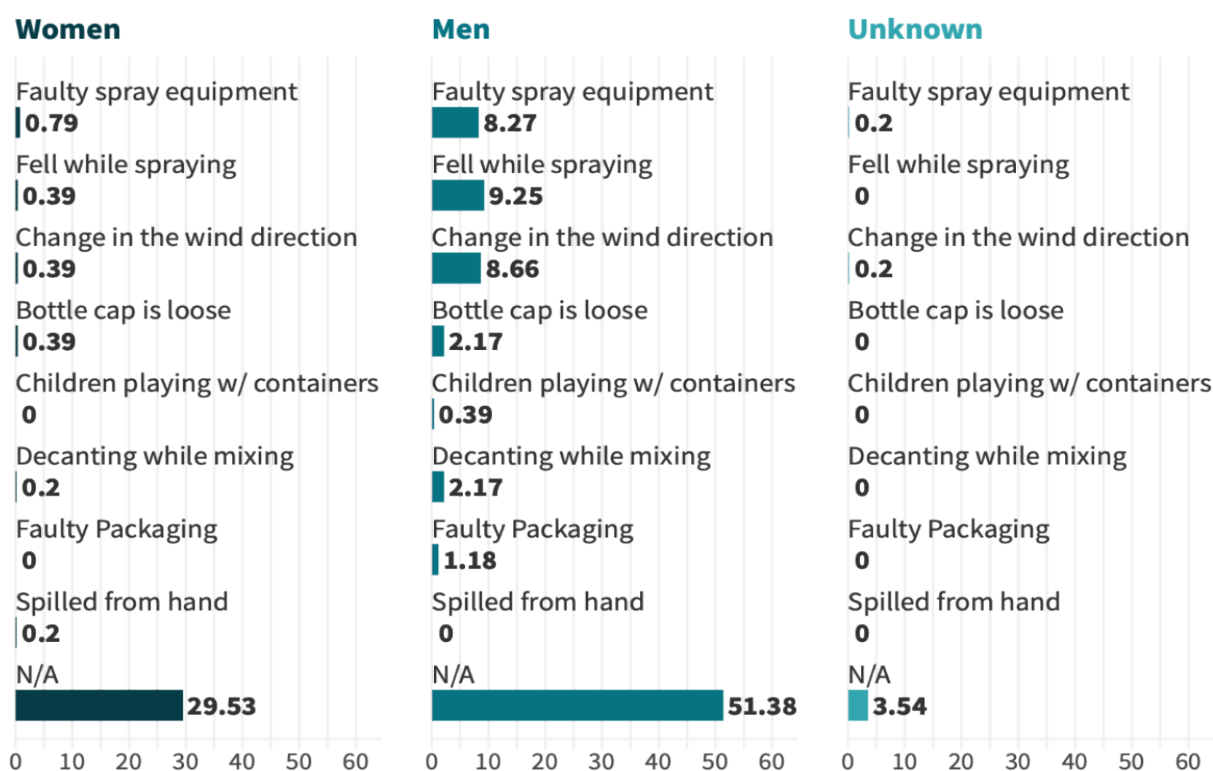 Women
Faulty spray equipment
0.79
Fell while spraying
0.39
Change in the wind direction
0.39
Bottle cap is loose
0.39
Children playing w/ containers
0
Decanting while mixing
0.2
Faulty Packaging
0
Spilled from hand
0.2
N/A
29.53
0 10 20 30 40 50 60
Men
Faulty spray equipment
8.27
Fell while spraying
9.25
Change in the wind direction
8.66
Bottle cap is loose
2.17
Children playing w/ containers
0.39
Decanting while mixing
2.17
Faulty Packaging
1.18
Spilled from hand
0
N/A
51.38
0 10 20 30 40 50 60
Unknown
Faulty spray equipment
0.2
Fell while spraying
0
Change in the wind direction
0.2
Bottle cap is loose
0
Children playing w/ containers
0
Decanting while mixing
0
Faulty Packaging
0
Spilled from hand
0
N/A
3.54
0 10 20 30 40 50 60